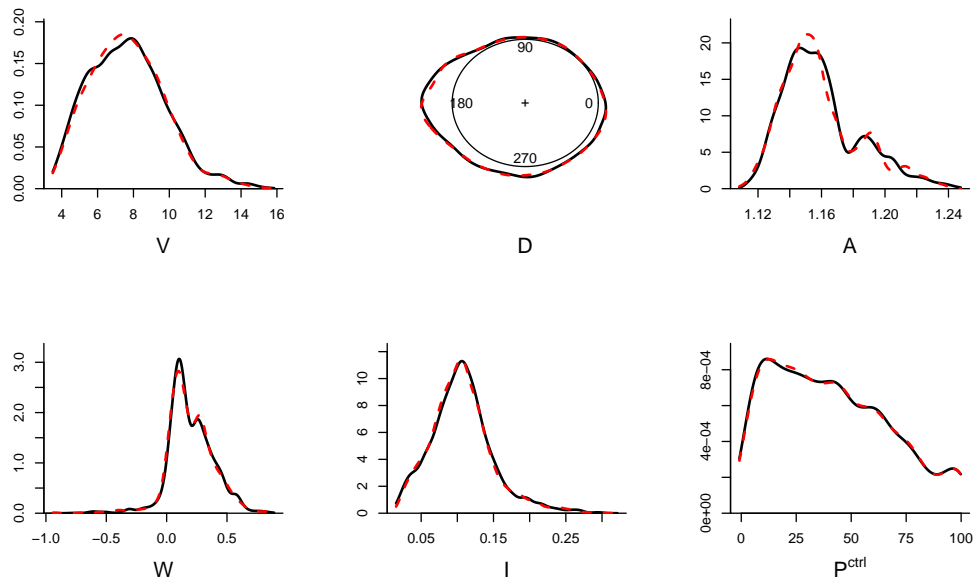 0.00 0.05 0.10 0.15 0.20
4 6 8 10 12 14 16
V
90
180 + 0
270
D
0 5 10 15 20
1.12 1.16 1.20 1.24
A
0.0 1.0 2.0 3.0
−1.0 −0.5 0.0 0.5
W
0 2 4 6 8 10
0.05 0.15 0.25
I
0e+00 4e−04 8e−04
0 25 50 75 100
Pctrl